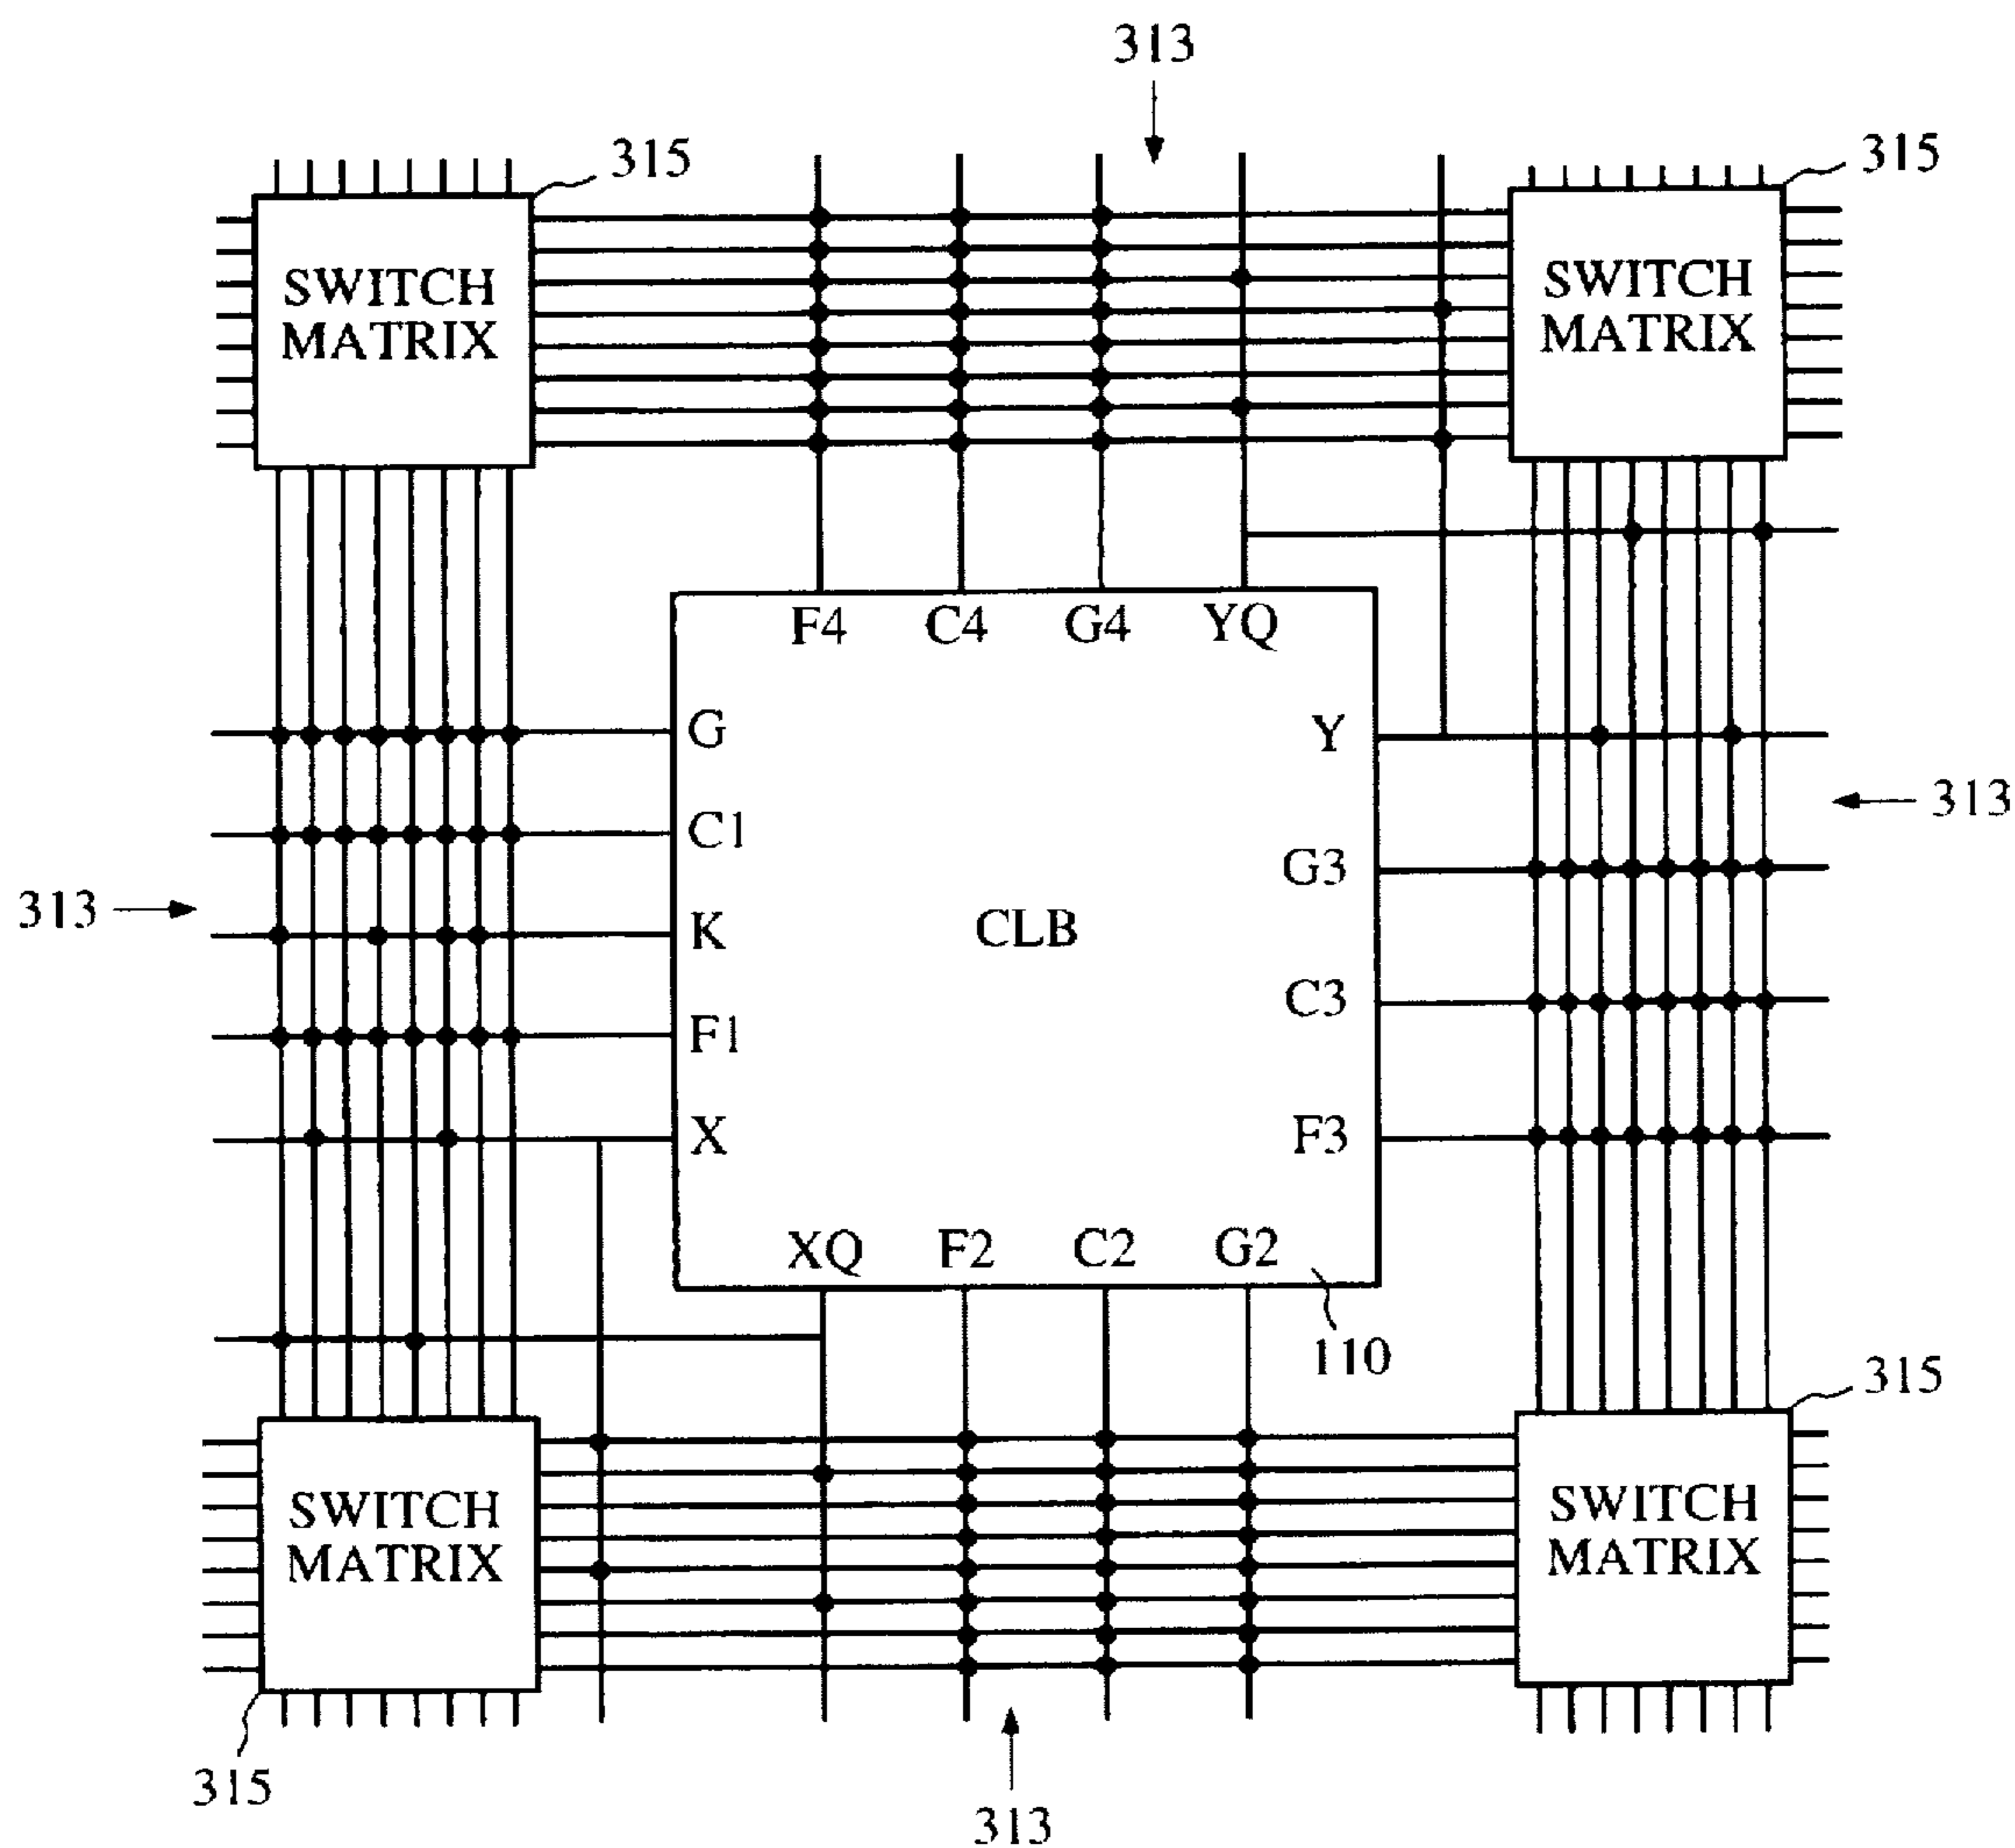 313
315
315
SWITCH
MATRIX
SWITCH
MATRIX
F4 C4 G4 YQ
G
Y
C1
313
G3
313
K
CLB
C3
F1
X
F3
XQ F2 C2 G2
110
315
SWITCH
MATRIX
SWITCH
MATRIX
315
313